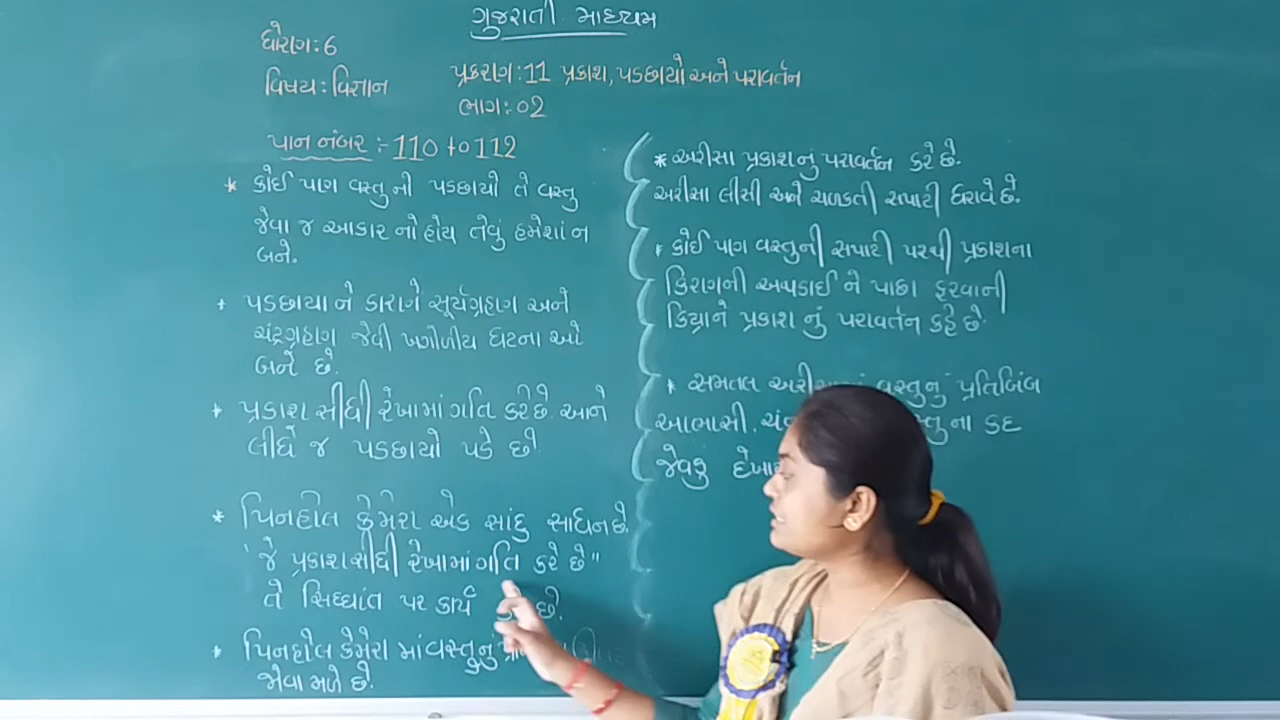 ગુજરાતી માધ્યમ
ધોરણ: 6
વિષય: વિજ્ઞાન
પ્રકરણ: 11 પ્રકાશ, પડછાયો અને પરાવર્તન
ભાગ: 02
પાન નંબર :- 110 to 112
* કોઈ પણ વસ્તુનો પડછાયો તે વસ્તુ
જેવા જ આકાર નો હોય તેવું હંમેશાં ન
બને.
* પડછાયા ને કારણે સૂર્યગ્રહણ અને
ચંદ્રગ્રહણ જેવી ખગોળીય ઘટના ઓ
બને છે.
* પ્રકાશ સીધી રેખામાં ગતિ કરે છે. આને
લીધે જ પડછાયો પડે છે.
* પિનહોલ કેમેરા એક સાદું સાધન છે.
' જે પ્રકાશ સીધી રેખામાં ગતિ કરે છે"
તે સિદ્ધાંત પર કાર્ય છે.
* પિનહોલ કેમેરા માં વસ્તુનું
જોવા મળે છે.
* અરીસા પ્રકાશનું પરાવર્તન કરે છે.
અરીસા લીસી અને ચળકતી સપાટી ધરાવે છે.
* કોઈ પણ વસ્તુની સપાટી પરથી પ્રકાશના
કિરણની અથડાઈ ને પાછા ફરવાની
ક્રિયાને પ્રકાશ નું પરાવર્તન કહે છે.
* સમતલ વસ્તુનું પ્રતિબિંબ
આભાસી, ના કદ
જેવડુ